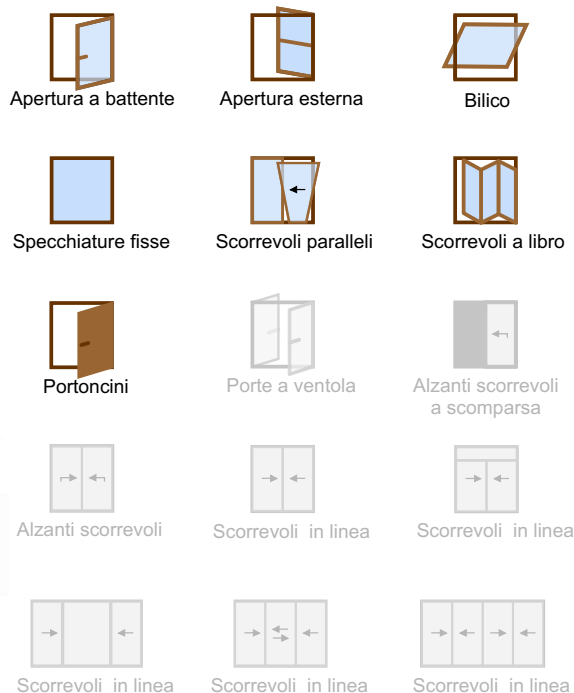 Apertura a battente
Apertura esterna
Bilico
Specchiature fisse
Scorrevoli paralleli
Scorrevoli a libro
Portoncini
Porte a ventola
Alzanti scorrevoli
a scomparsa
Alzanti scorrevoli
Scorrevoli in linea
Scorrevoli in linea
Scorrevoli in linea
Scorrevoli in linea
Scorrevoli in linea